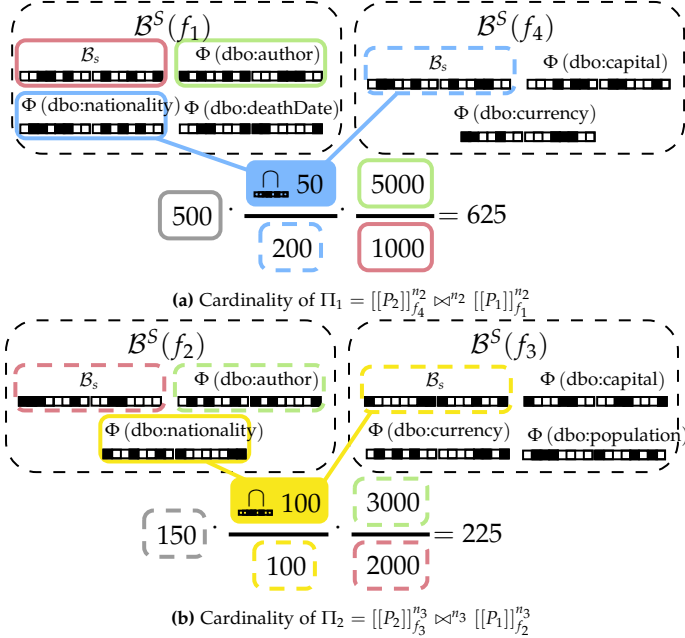 𝓑^S(f_1) 𝓑^S(f_4)
𝓑_s Φ (dbo:author) 𝓑_s Φ (dbo:capital)
Φ (dbo:nationality) Φ (dbo:deathDate) Φ (dbo:currency)
500 · ⋂ 50 / 200 · 5000 / 1000 = 625
(a) Cardinality of Π_1 = [[P_2]]^{n_2}_{f_4} ⋈^{n_2} [[P_1]]^{n_2}_{f_1}
𝓑^S(f_2) 𝓑^S(f_3)
𝓑_s Φ (dbo:author) 𝓑_s Φ (dbo:capital)
Φ (dbo:nationality) Φ (dbo:currency) Φ (dbo:population)
150 · ⋂ 100 / 100 · 3000 / 2000 = 225
(b) Cardinality of Π_2 = [[P_2]]^{n_3}_{f_3} ⋈^{n_3} [[P_1]]^{n_3}_{f_2}